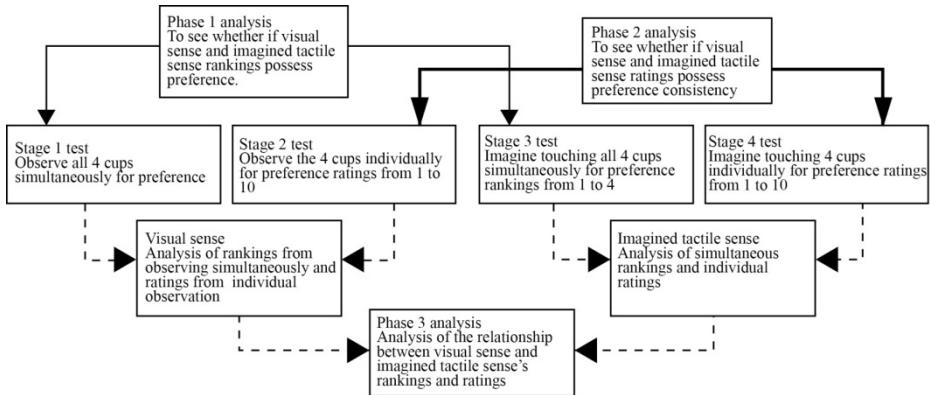 Phase 1 analysis
To see whether if visual
sense and imagined tactile
sense rankings possess
preference.
Phase 2 analysis
To see whether if visual
sense and imagined tactile
sense ratings possess
preference consistency
Stage 1 test
Observe all 4 cups
simultaneously for preference
Stage 2 test
Observe the 4 cups individually
for preference ratings from 1 to
10
Stage 3 test
Imagine touching all 4 cups
simultaneously for preference
rankings from 1 to 4
Stage 4 test
Imagine touching 4 cups
individually for preference ratings
from 1 to 10
Visual sense
Analysis of rankings from
observing simultaneously and
ratings from individual
observation
Imagined tactile sense
Analysis of simultaneous
rankings and individual
ratings
Phase 3 analysis
Analysis of the relationship
between visual sense and
imagined tactile sense's
rankings and ratings